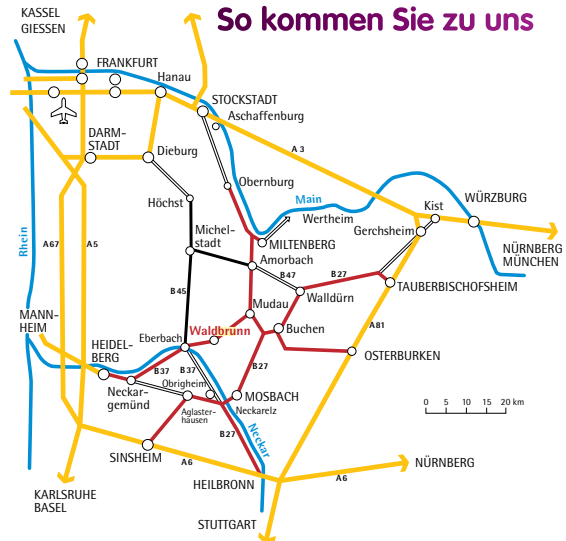 So kommen Sie zu uns
KASSEL
GIESSEN
FRANKFURT
Hanau
STOCKSTADT
Aschaffenburg
DARM-
STADT
Dieburg
A 3
Obernburg
Höchst
Main
Wertheim
Kist
WÜRZBURG
Michel-
stadt
MILTENBERG
Gerchsheim
NÜRNBERG
MÜNCHEN
Rhein
A67
A5
Amorbach
B47
B27
Walldürn
TAUBERBISCHOFSHEIM
B45
MANN-
HEIM
Mudau
A81
Waldbrunn
Buchen
Eberbach
HEIDEL-
BERG
OSTERBURKEN
B37
B37
B27
Obrigheim
Neckar-
gemünd
MOSBACH
Aglaster-
hausen
Neckarelz
0 5 10 15 20 km
B27
Neckar
SINSHEIM
A6
NÜRNBERG
A6
HEILBRONN
KARLSRUHE
BASEL
STUTTGART